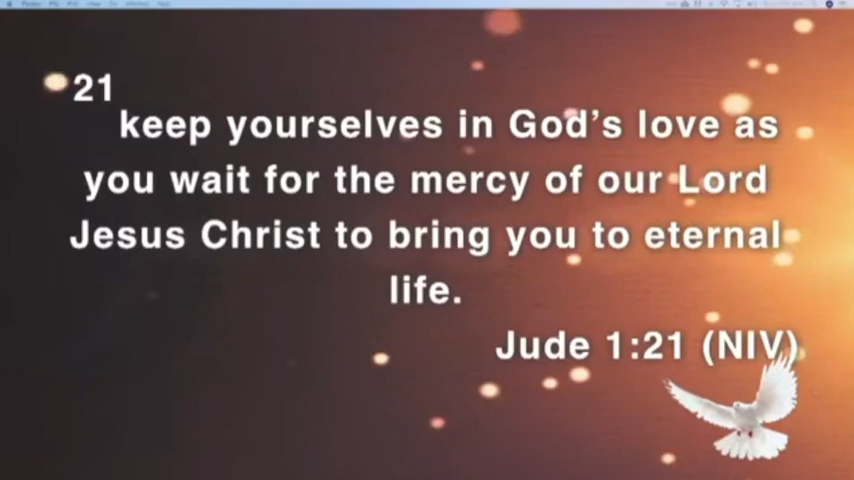 21
keep yourselves in God's love as
you wait for the mercy of our Lord
Jesus Christ to bring you to eternal
life.
Jude 1:21 (NIV)